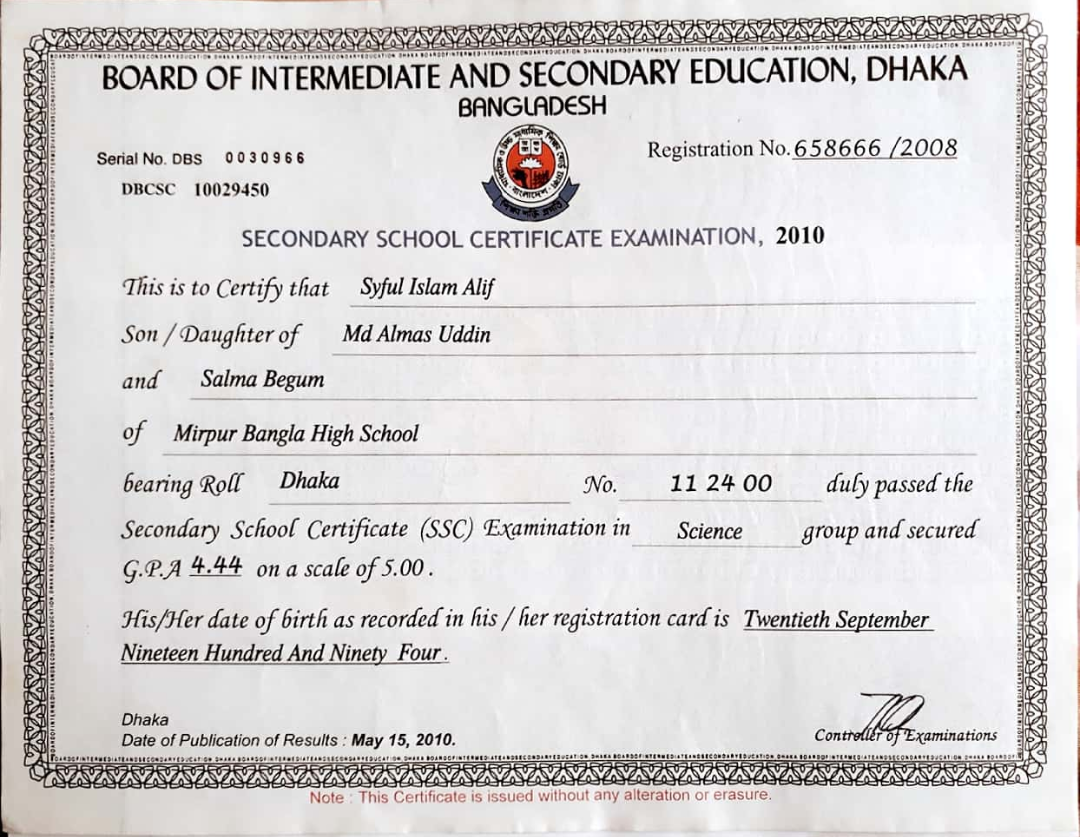 BOARD OF INTERMEDIATE AND SECONDARY EDUCATION, DHAKA
BANGLADESH
Serial No. DBS 0030966
Registration No. 658666 /2008
DBCSC 10029450
SECONDARY SCHOOL CERTIFICATE EXAMINATION, 2010
This is to Certify that Syful Islam Alif
Son / Daughter of Md Almas Uddin
and Salma Begum
of Mirpur Bangla High School
bearing Roll Dhaka No. 11 24 00 duly passed the
Secondary School Certificate (SSC) Examination in Science group and secured
G.P.A 4.44 on a scale of 5.00 .
His/Her date of birth as recorded in his / her registration card is Twentieth September
Nineteen Hundred And Ninety Four .
Dhaka
Date of Publication of Results : May 15, 2010.
Controller of Examinations
Note : This Certificate is issued without any alteration or erasure.